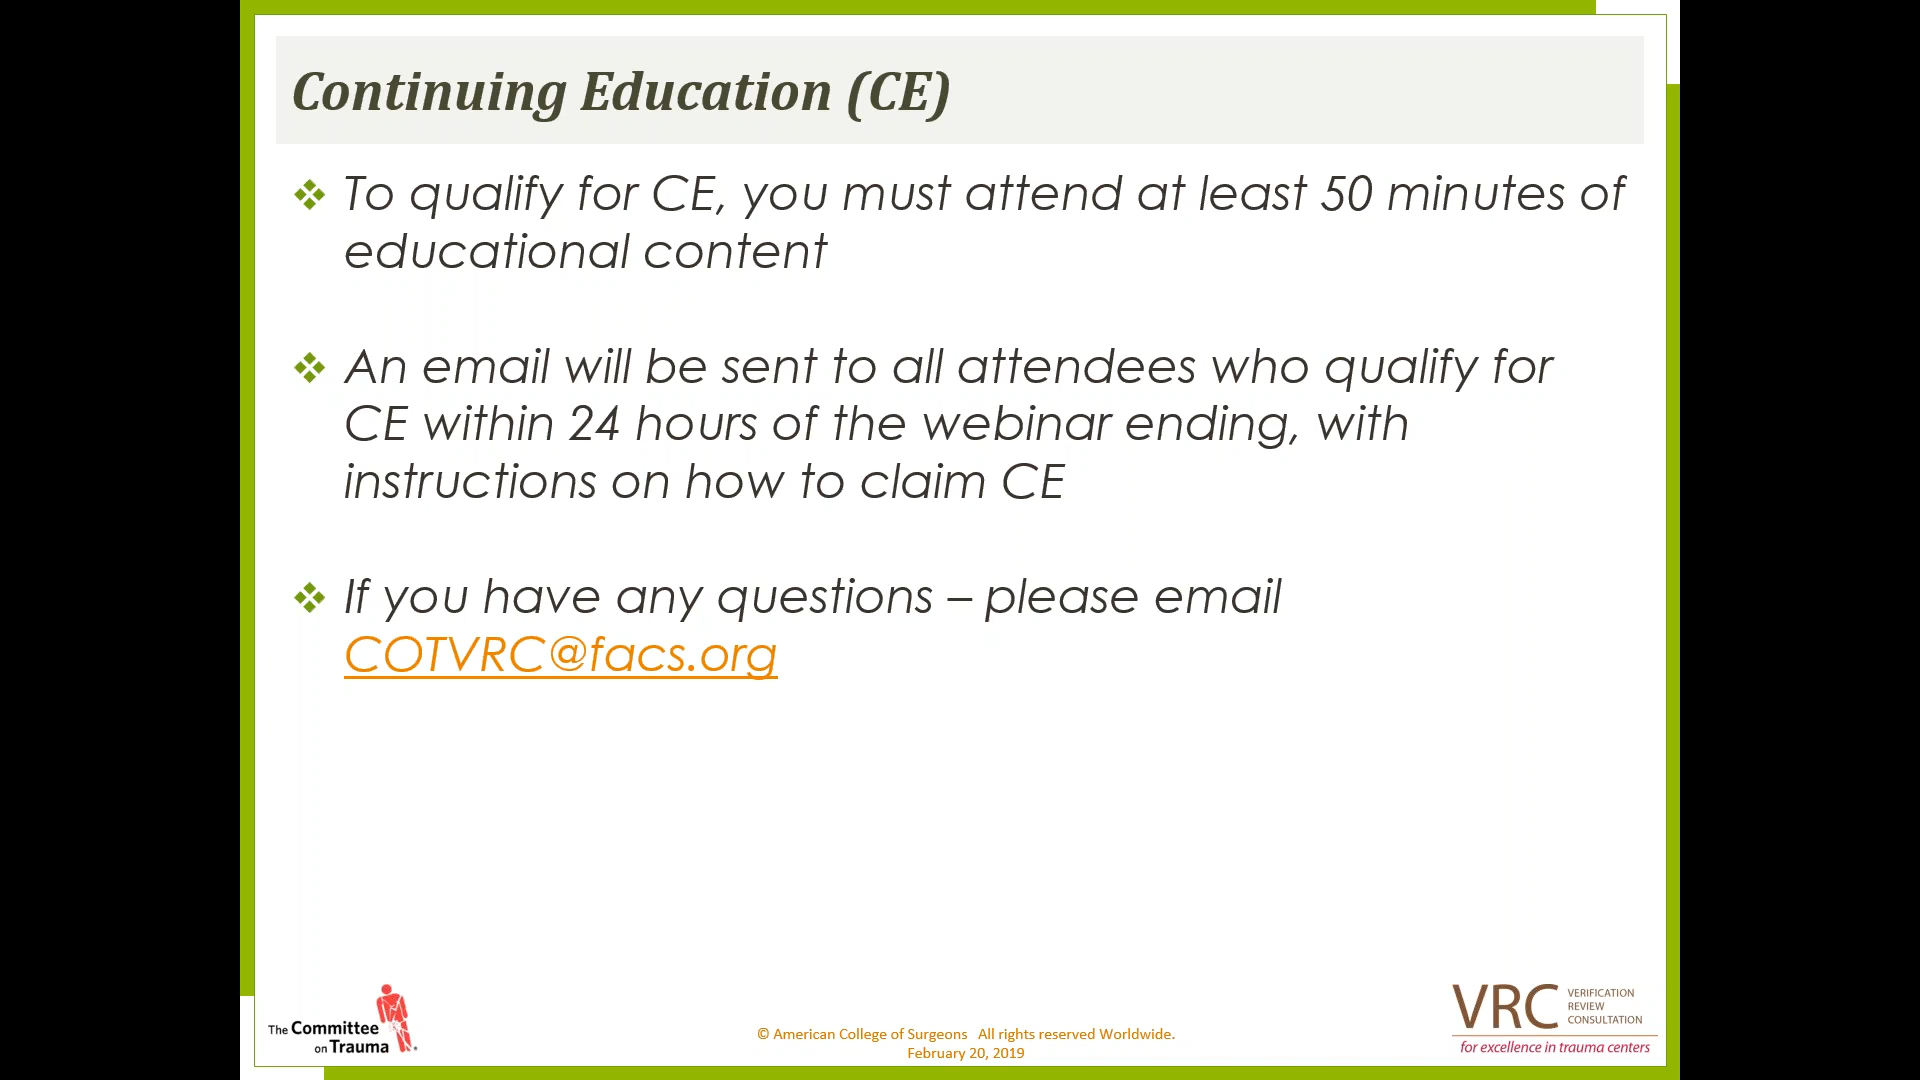 Continuing Education (CE)
To qualify for CE, you must attend at least 50 minutes of
educational content
An email will be sent to all attendees who qualify for
CE within 24 hours of the webinar ending, with
instructions on how to claim CE
If you have any questions – please email
COTVRC@facs.org
The Committee
on Trauma
© American College of Surgeons   All rights reserved Worldwide.
February 20, 2019
VRC
VERIFICATION
REVIEW
CONSULTATION
for excellence in trauma centers